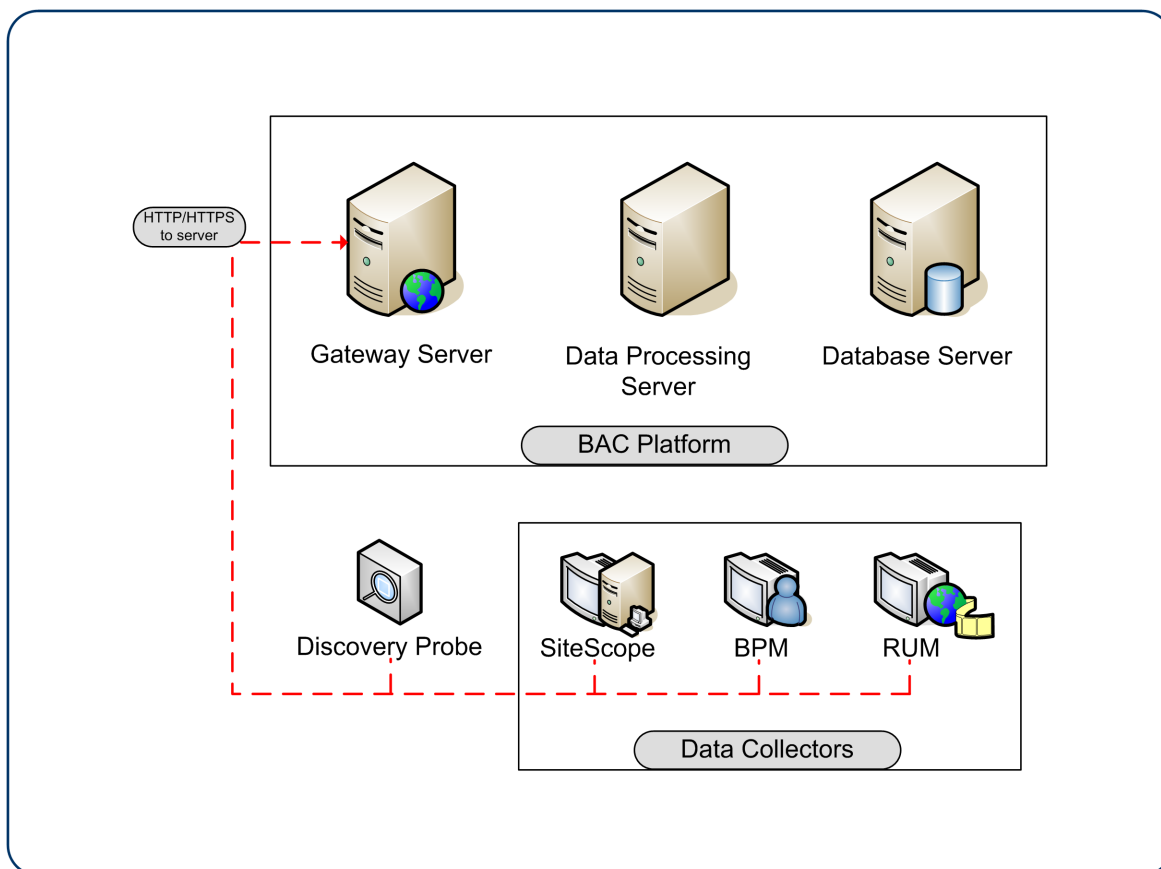 HTTP/HTTPS
to server
Gateway Server
Data Processing
Server
Database Server
BAC Platform
Discovery Probe
SiteScope
BPM
RUM
Data Collectors